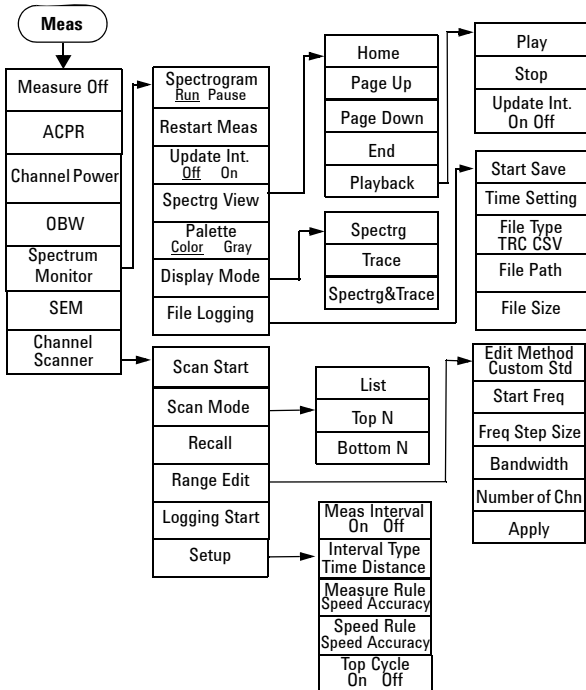 Meas
Measure Off
ACPR
Channel Power
OBW
Spectrum
Monitor
SEM
Channel
Scanner
Spectrogram
Run Pause
Restart Meas
Update Int.
Off On
Spectrg View
Palette
Color Gray
Display Mode
File Logging
Home
Page Up
Page Down
End
Playback
Play
Stop
Update Int.
On Off
Spectrg
Trace
Spectrg&Trace
Start Save
Time Setting
File Type
TRC CSV
File Path
File Size
Scan Start
Scan Mode
Recall
Range Edit
Logging Start
Setup
List
Top N
Bottom N
Edit Method
Custom Std
Start Freq
Freq Step Size
Bandwidth
Number of Chn
Apply
Meas Interval
On Off
Interval Type
Time Distance
Measure Rule
Speed Accuracy
Speed Rule
Speed Accuracy
Top Cycle
On Off